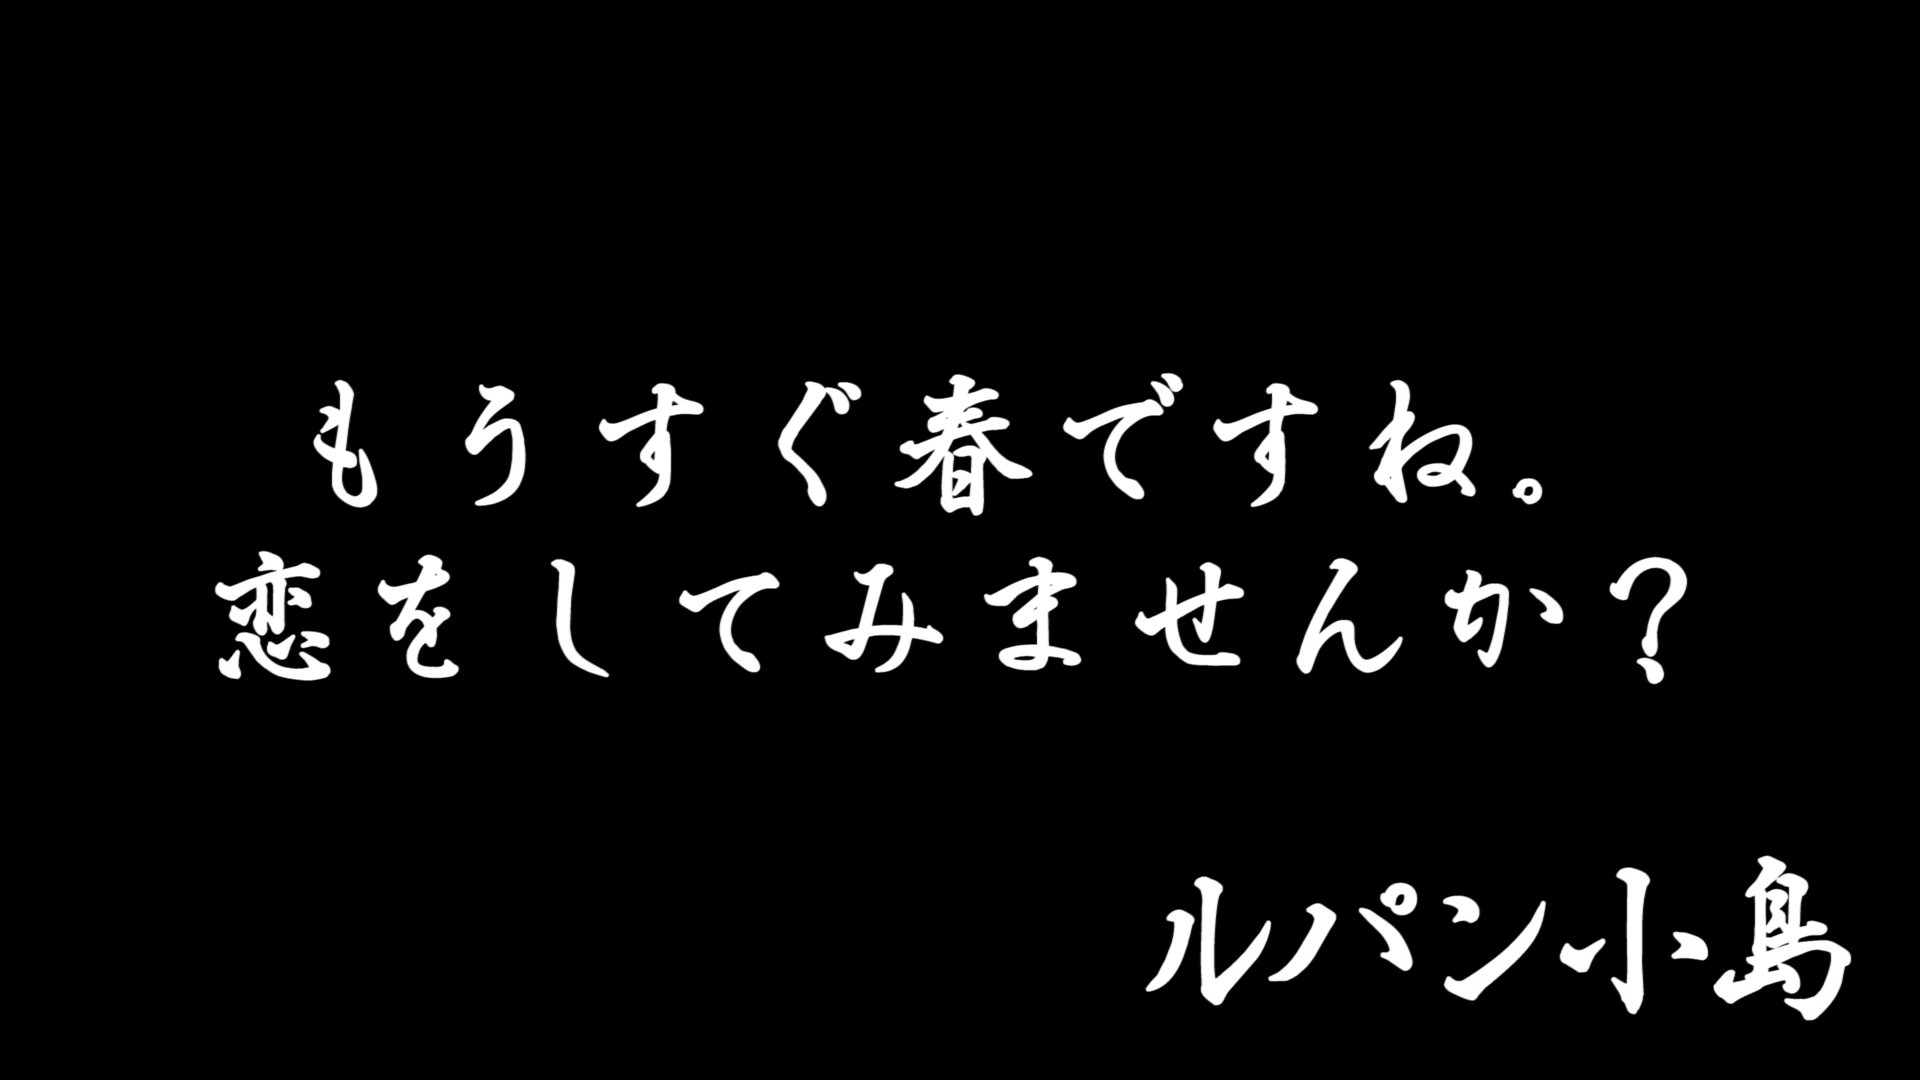 もうすぐ春ですね。
恋をしてみませんか？
ルパン小島